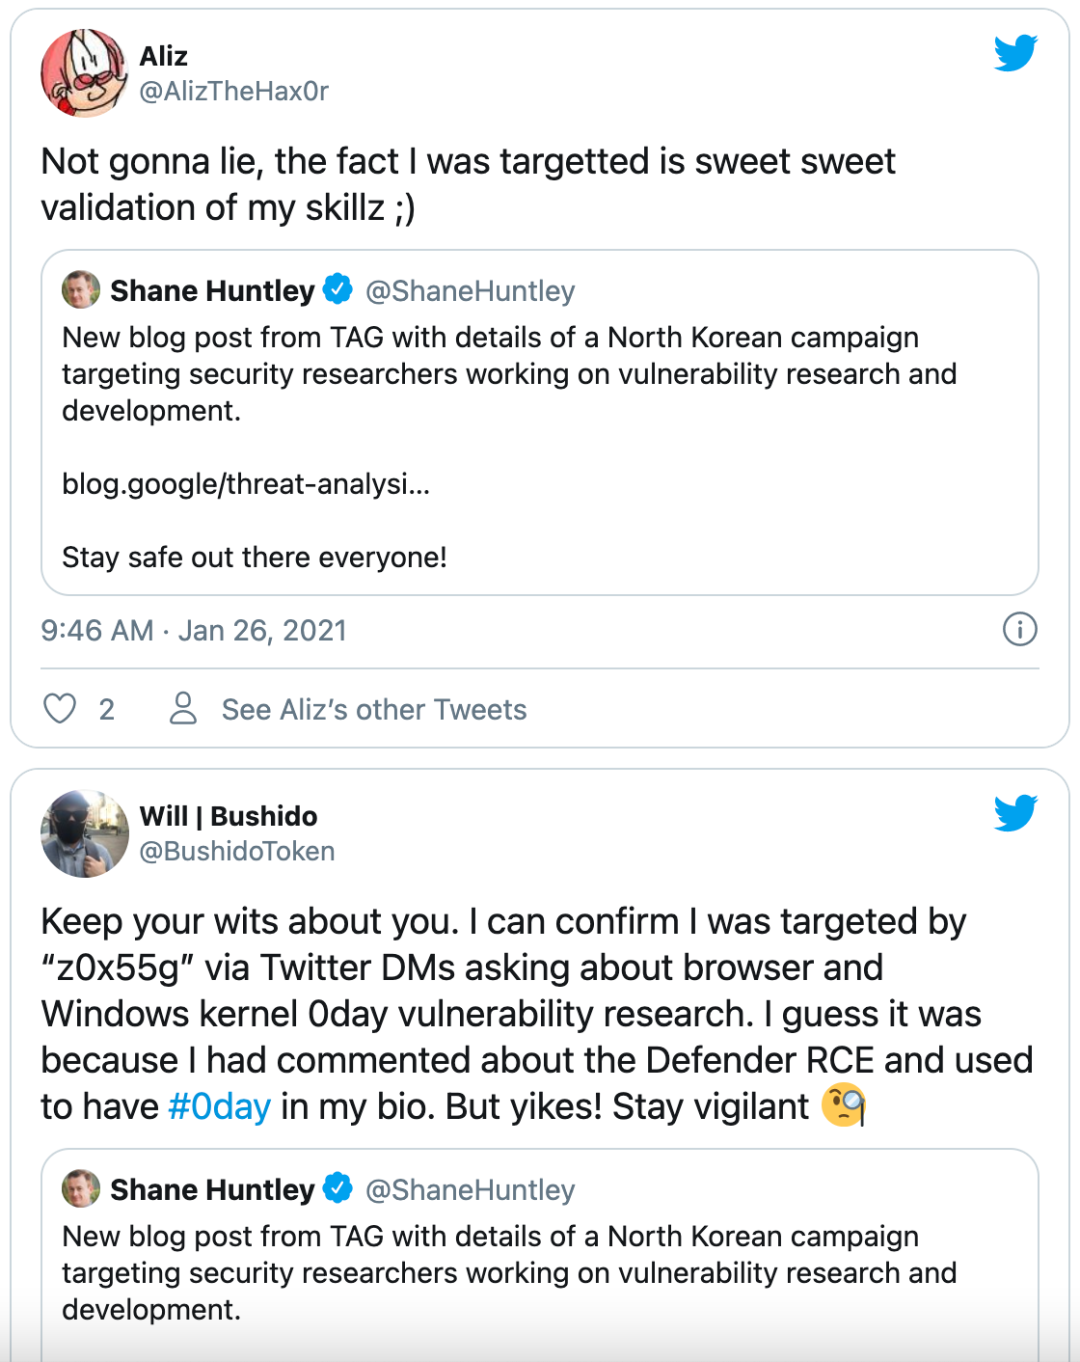 Aliz
@AlizTheHax0r
Not gonna lie, the fact I was targetted is sweet sweet
validation of my skillz ;)
Shane Huntley @ShaneHuntley
New blog post from TAG with details of a North Korean campaign
targeting security researchers working on vulnerability research and
development.
blog.google/threat-analysi...
Stay safe out there everyone!
9:46 AM · Jan 26, 2021
2 See Aliz's other Tweets
Will | Bushido
@BushidoToken
Keep your wits about you. I can confirm I was targeted by
“z0x55g” via Twitter DMs asking about browser and
Windows kernel 0day vulnerability research. I guess it was
because I had commented about the Defender RCE and used
to have #0day in my bio. But yikes! Stay vigilant 🧐
Shane Huntley @ShaneHuntley
New blog post from TAG with details of a North Korean campaign
targeting security researchers working on vulnerability research and
development.